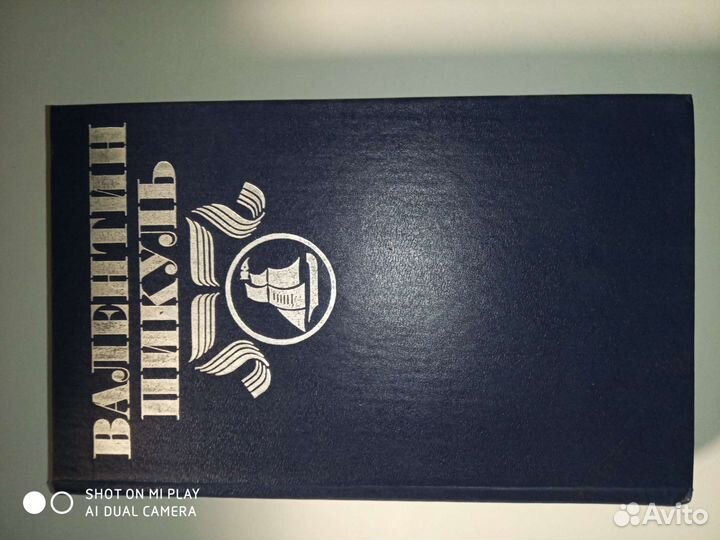 ВАЛЕНТИН
ПИКУЛЬ
SHOT ON MI PLAY
AI DUAL CAMERA
Avito